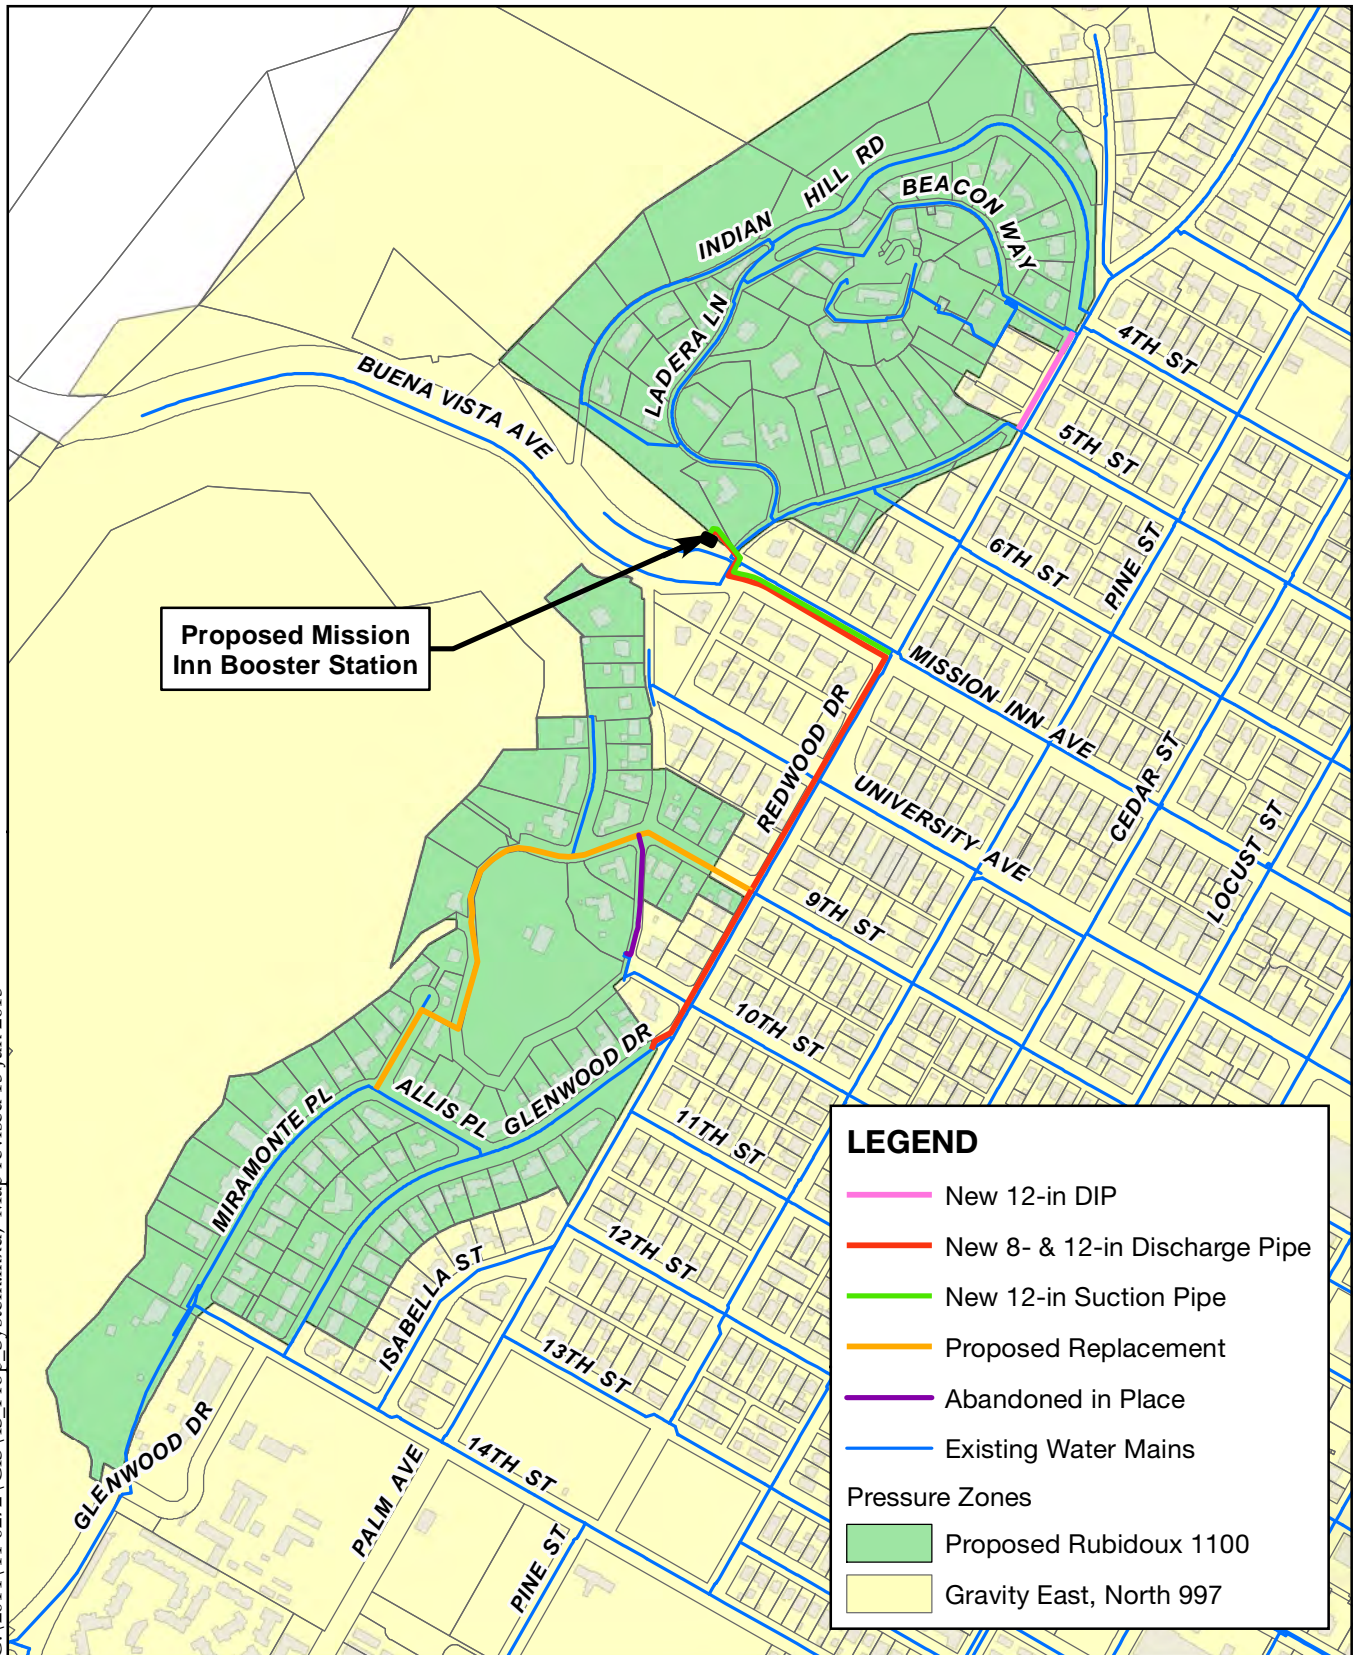 INDIAN HILL RD
BEACON WAY
LADERA LN
BUENA VISTA AVE
4TH ST
5TH ST
6TH ST
PINE ST
Proposed Mission
Inn Booster Station
MISSION INN AVE
REDWOOD DR
UNIVERSITY AVE
CEDAR ST
LOCUST ST
9TH ST
10TH ST
GLENWOOD DR
ALLIS PL
MIRAMONTE PL
11TH ST
12TH ST
ISABELLA ST
13TH ST
14TH ST
GLENWOOD DR
PALM AVE
PINE ST
LEGEND
New 12-in DIP
New 8- & 12-in Discharge Pipe
New 12-in Suction Pipe
Proposed Replacement
Abandoned in Place
Existing Water Mains
Pressure Zones
Proposed Rubidoux 1100
Gravity East, North 997